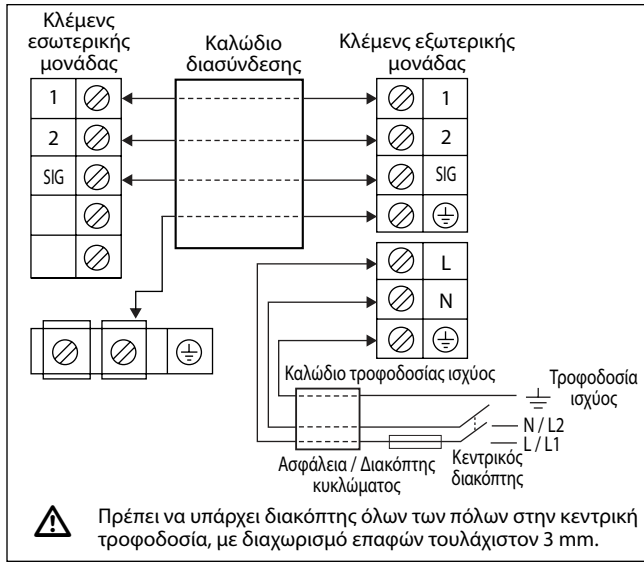 Κλέμενς
εσωτερικής
μονάδας
Καλώδιο
διασύνδεσης
Κλέμενς εξωτερικής
μονάδας
1
2
SIG
1
2
SIG
L
N
Καλώδιο τροφοδοσίας ισχύος
Τροφοδοσία
ισχύος
N / L2
L / L1
Ασφάλεια / Διακόπτης
κυκλώματος
Κεντρικός
διακόπτης
Πρέπει να υπάρχει διακόπτης όλων των πόλων στην κεντρική
τροφοδοσία, με διαχωρισμό επαφών τουλάχιστον 3 mm.